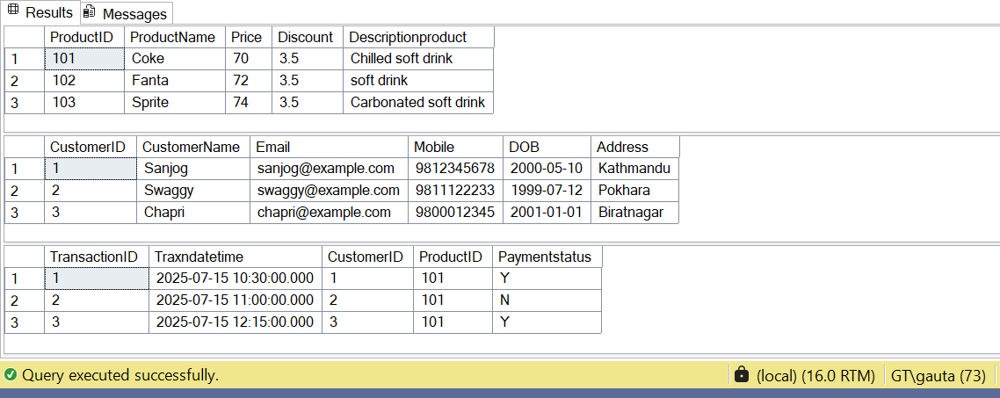 Results Messages
ProductID ProductName Price Discount Descriptionproduct
1 101 Coke 70 3.5 Chilled soft drink
2 102 Fanta 72 3.5 soft drink
3 103 Sprite 74 3.5 Carbonated soft drink
CustomerID CustomerName Email Mobile DOB Address
1 1 Sanjog sanjog@example.com 9812345678 2000-05-10 Kathmandu
2 2 Swaggy swaggy@example.com 9811122233 1999-07-12 Pokhara
3 3 Chapri chapri@example.com 9800012345 2001-01-01 Biratnagar
TransactionID Traxndatetime CustomerID ProductID Paymentstatus
1 1 2025-07-15 10:30:00.000 1 101 Y
2 2 2025-07-15 11:00:00.000 2 101 N
3 3 2025-07-15 12:15:00.000 3 101 Y
Query executed successfully. (local) (16.0 RTM) GT\gauta (73)